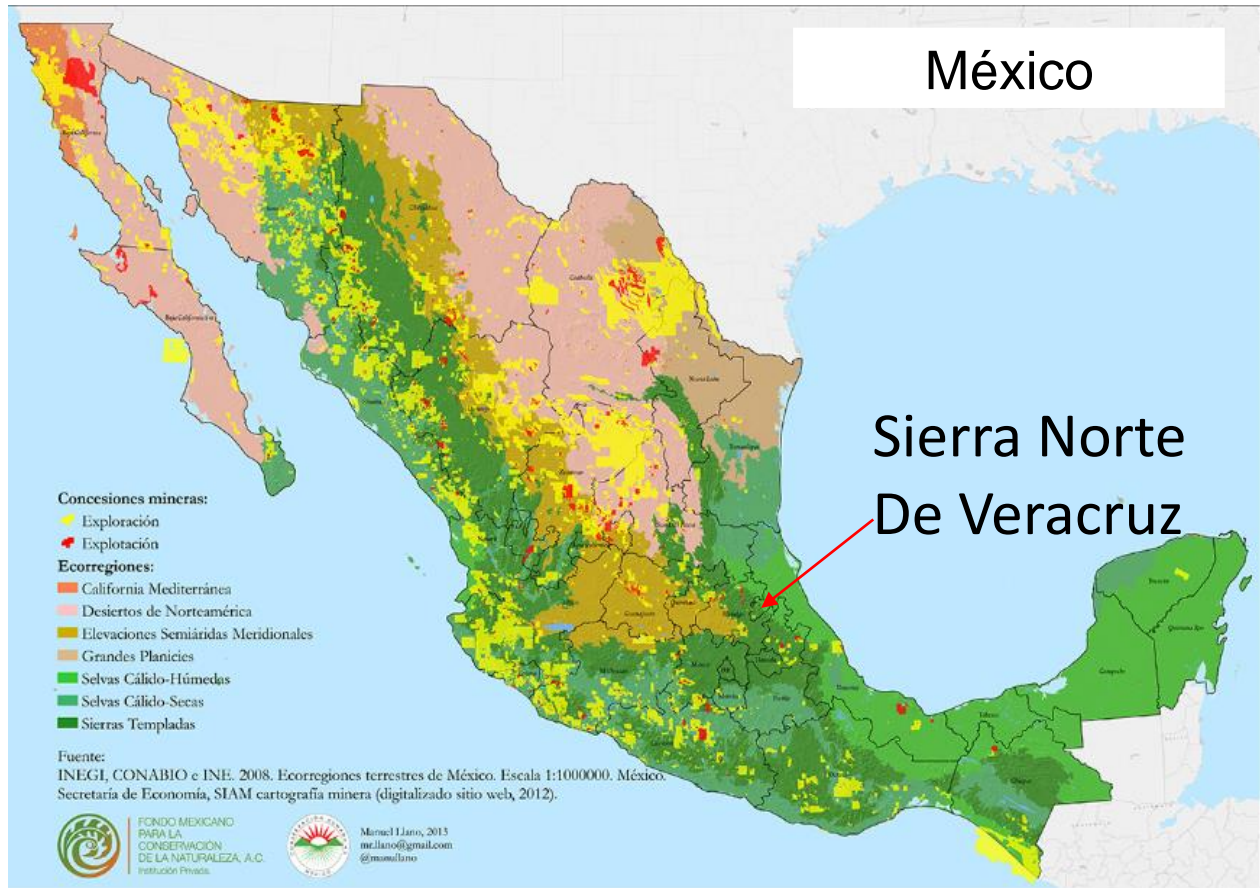 México
Sierra Norte
De Veracruz
Concesiones mineras:
Exploración
Explotación
Ecorregiones:
California Mediterránea
Desiertos de Norteamérica
Elevaciones Semiáridas Meridionales
Grandes Planicies
Selvas Cálido-Húmedas
Selvas Cálido-Secas
Sierras Templadas
Fuente:
INEGI, CONABIO e INE. 2008. Ecorregiones terrestres de México. Escala 1:1000000. México.
Secretaría de Economía, SIAM cartografía minera (digitalizado sitio web, 2012).
FONDO MEXICANO
PARA LA
CONSERVACIÓN
DE LA NATURALEZA, A.C.
Institución Privada.
Manuel Llano, 2013
mr.llano@gmail.com
@manullano